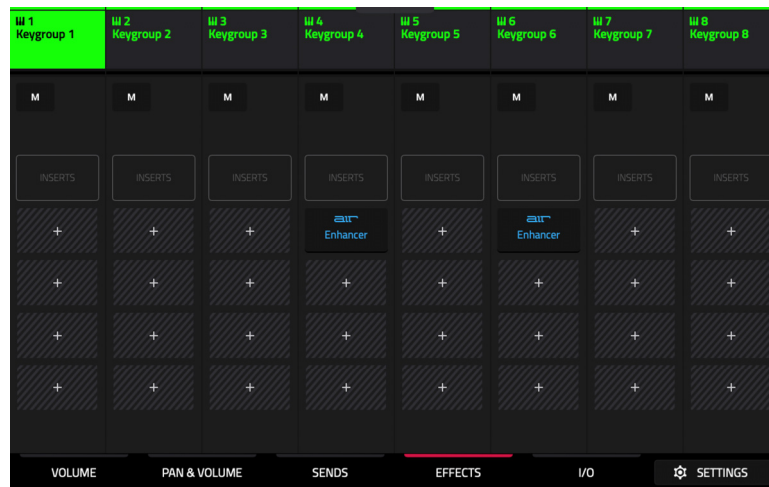 1 2 3 4 5 6 7 8
Keygroup 1 Keygroup 2 Keygroup 3 Keygroup 4 Keygroup 5 Keygroup 6 Keygroup 7 Keygroup 8
M M M M M M M M
INSERTS INSERTS INSERTS INSERTS INSERTS INSERTS INSERTS INSERTS
+ + + air + air + +
Enhancer Enhancer
+ + + + + + + +
+ + + + + + + +
+ + + + + + + +
VOLUME PAN & VOLUME SENDS EFFECTS I/O SETTINGS